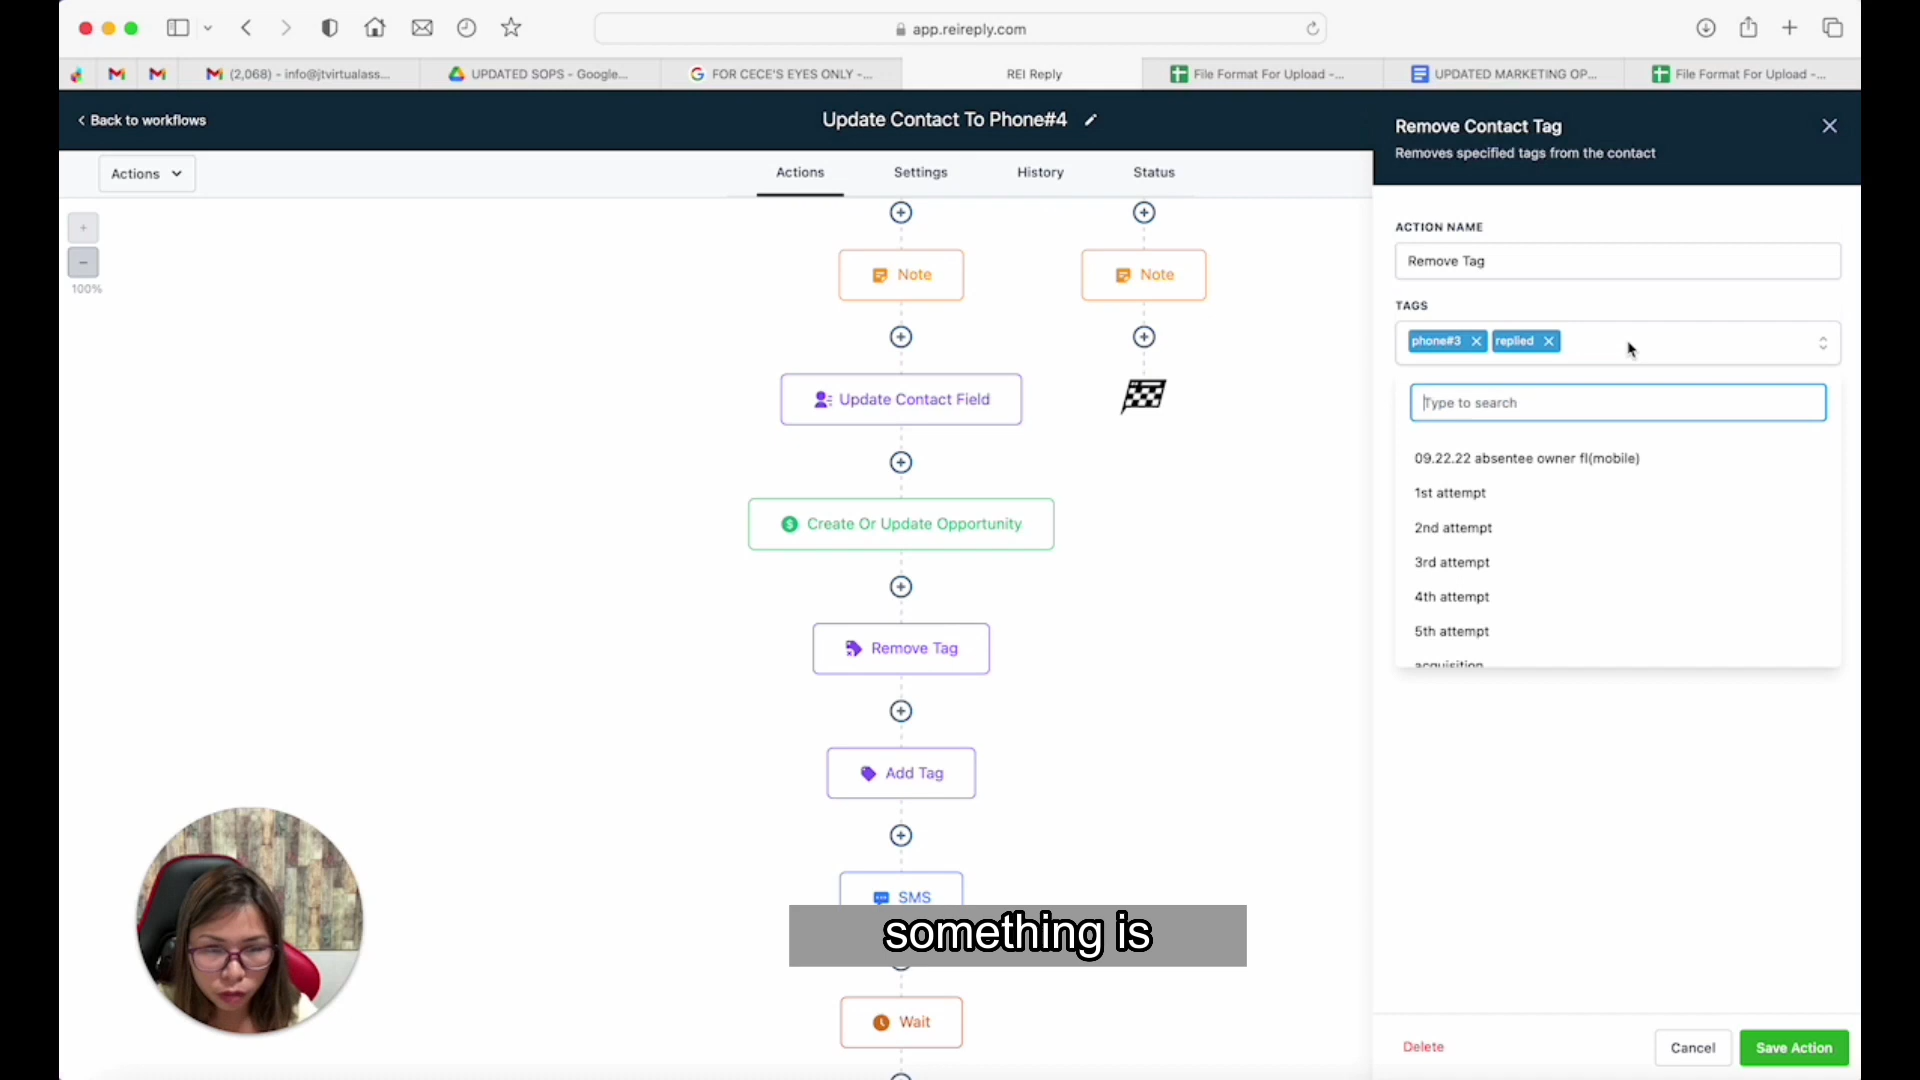 app.reireply.com
(2,068) - info@jtvirtualass...
UPDATED SOPS - Google...
FOR CECE'S EYES ONLY -...
REI Reply
File Format For Upload -...
UPDATED MARKETING OP...
File Format For Upload -...
Back to workflows
Update Contact To Phone#4
Actions
Actions
Settings
History
Status
100%
Note
Note
Update Contact Field
Create Or Update Opportunity
Remove Tag
Add Tag
SMS
something is
Wait
Remove Contact Tag
Removes specified tags from the contact
ACTION NAME
Remove Tag
TAGS
phone#3
replied
Type to search
09.22.22 absentee owner fl(mobile)
1st attempt
2nd attempt
3rd attempt
4th attempt
5th attempt
acquisition
Delete
Cancel
Save Action